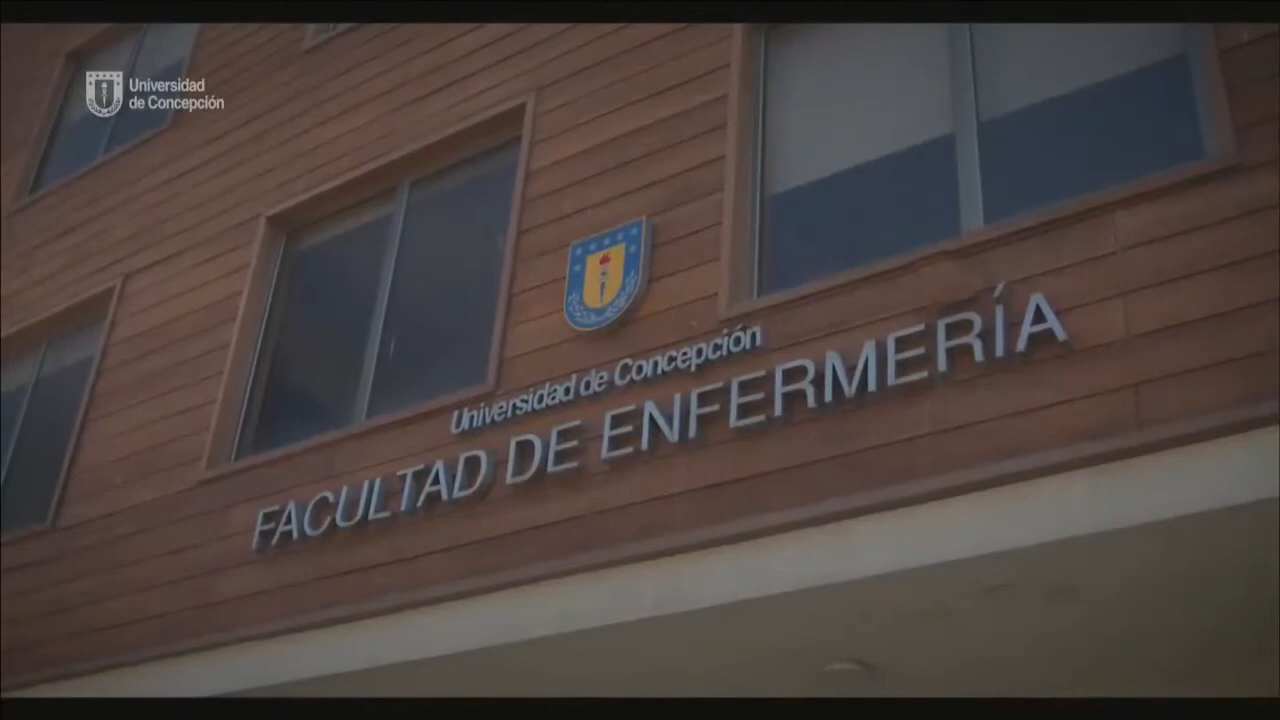 Universidad
de Concepción
Universidad de Concepción
FACULTAD DE ENFERMERÍA